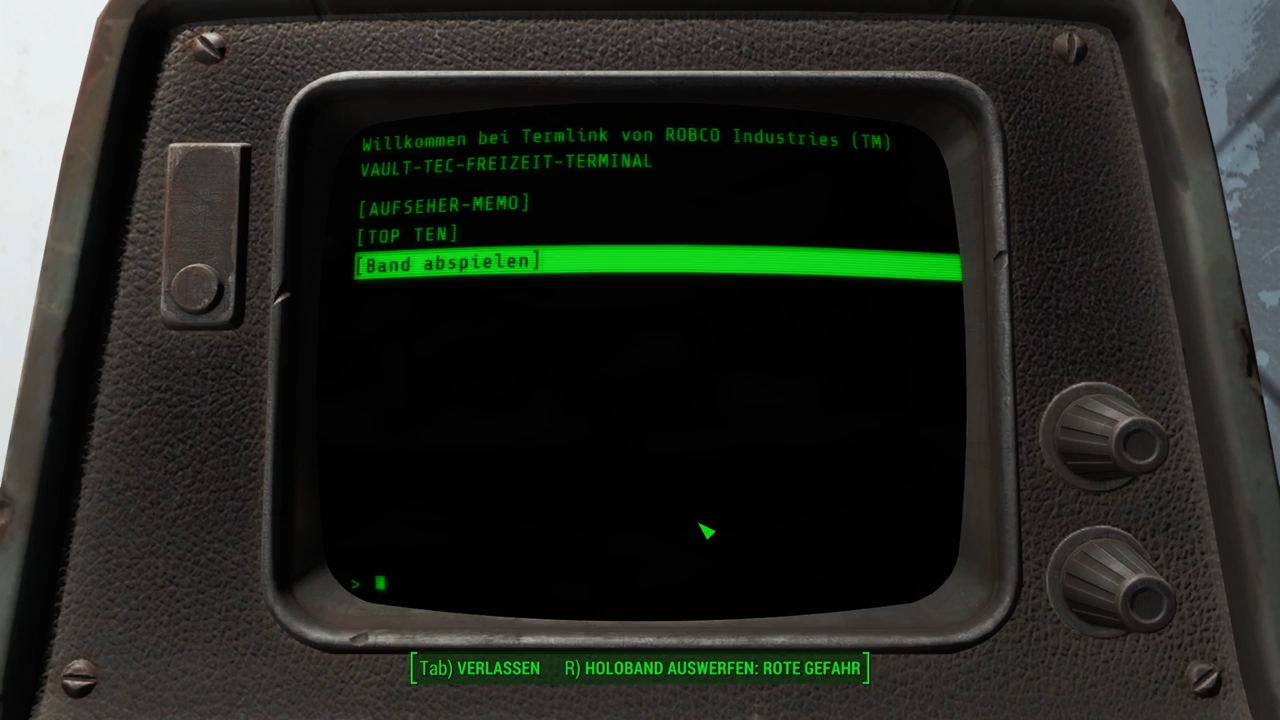 Willkommen bei Termlink von ROBCO Industries (TM)
VAULT-TEC-FREIZEIT-TERMINAL
[AUFSEHER-MEMO]
[TOP TEN]
[Band abspielen]
>
[Tab) VERLASSEN R) HOLOBAND AUSWERFEN: ROTE GEFAHR]